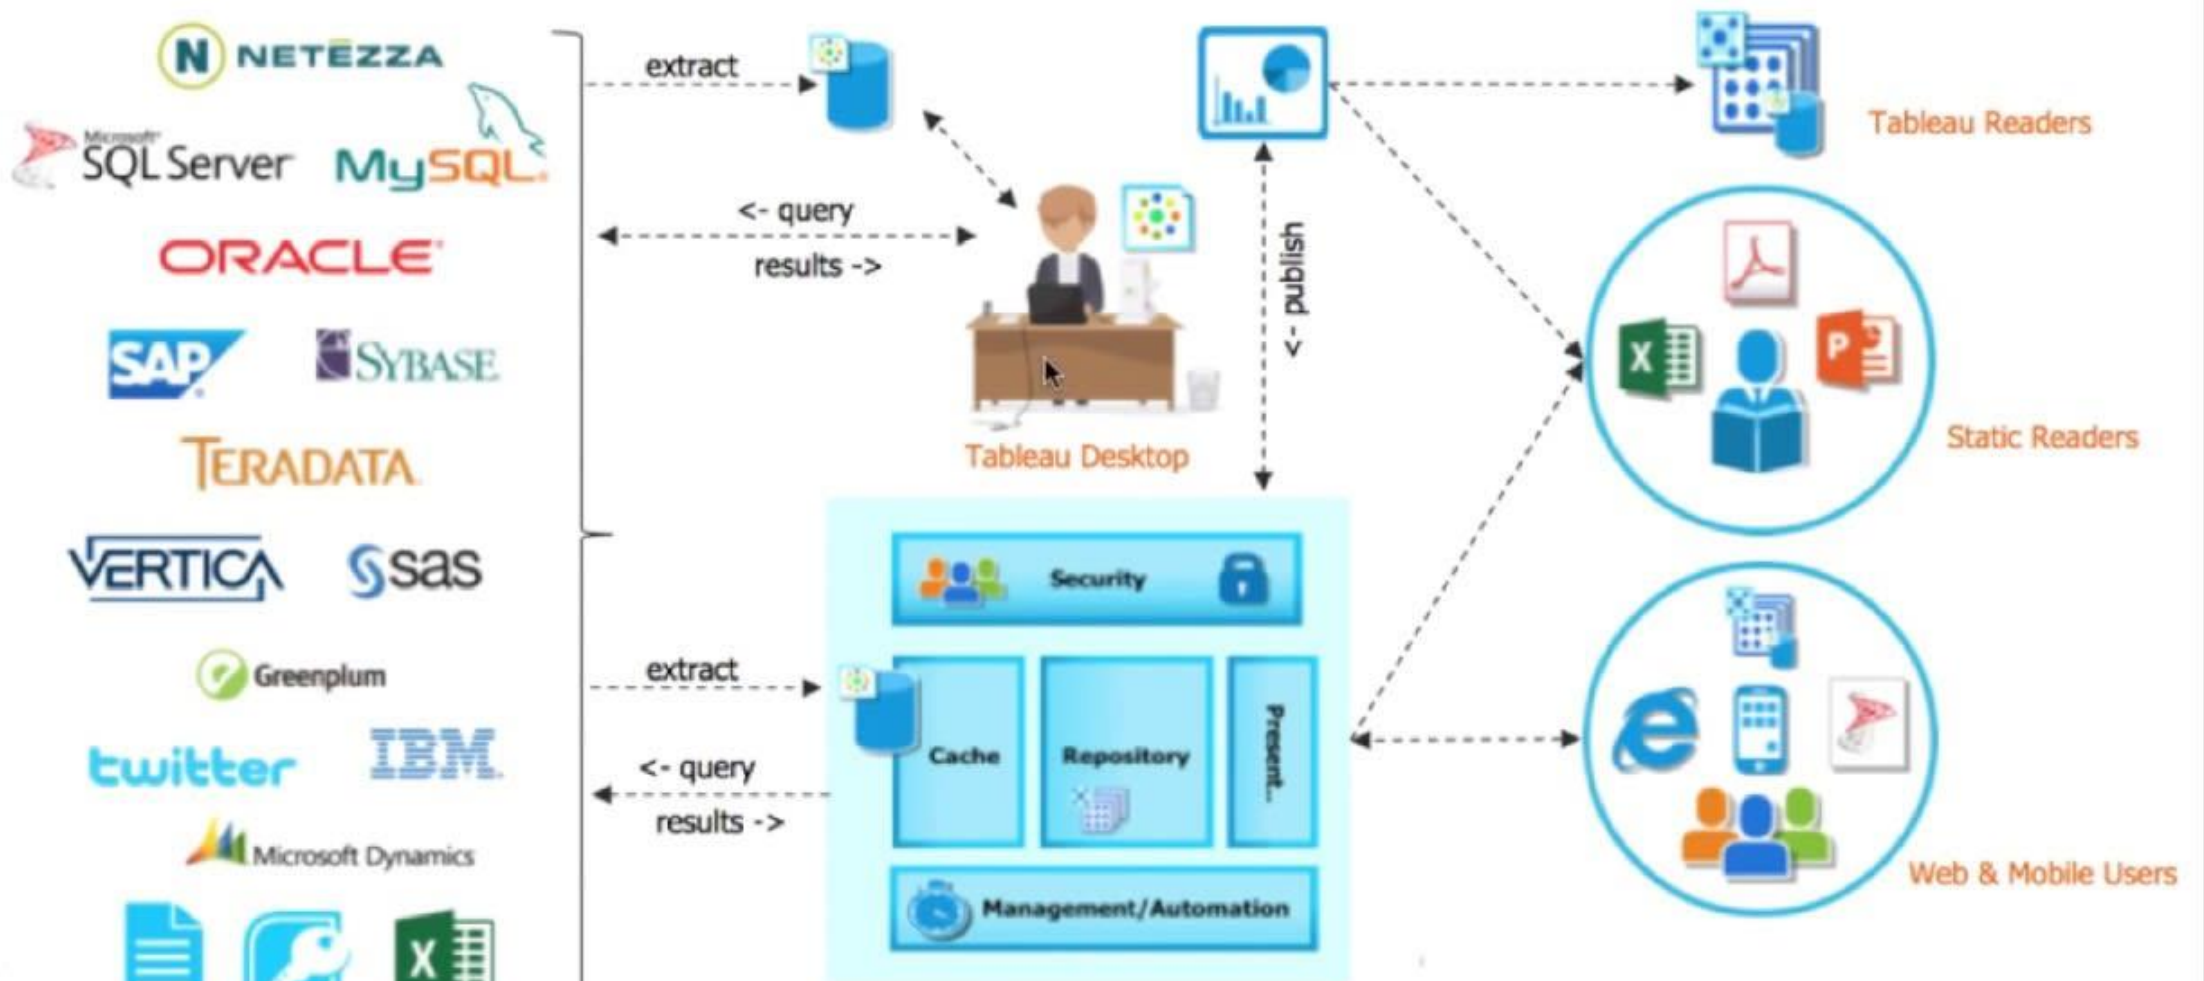 N NETĒZZA
Microsoft®
SQL Server
MySQL®
ORACLE®
SAP®
SYBASE
TERADATA
VERTICA
sas
Greenplum
twitter
IBM
Microsoft Dynamics
X
extract
<- query
results ->
Tableau Desktop
<- publish
extract
<- query
results ->
Security
Cache
Repository
Present...
Management/Automation
Tableau Readers
X
P
Static Readers
Web & Mobile Users